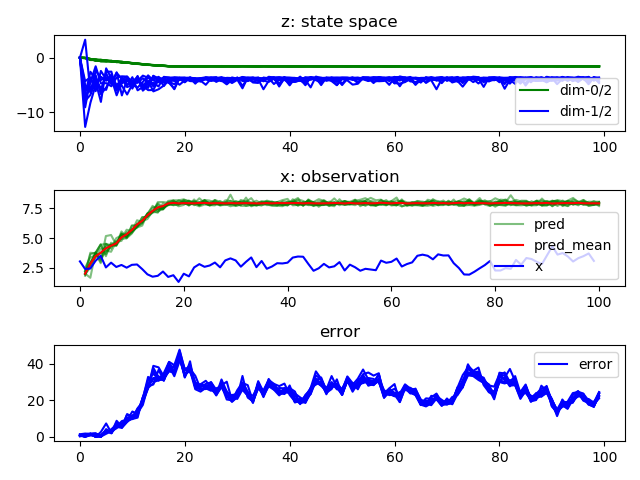 z: state space
0
−10
dim-0/2
dim-1/2
0 20 40 60 80 100
x: observation
7.5
5.0
2.5
pred
pred_mean
x
0 20 40 60 80 100
error
40
20
0
error
0 20 40 60 80 100